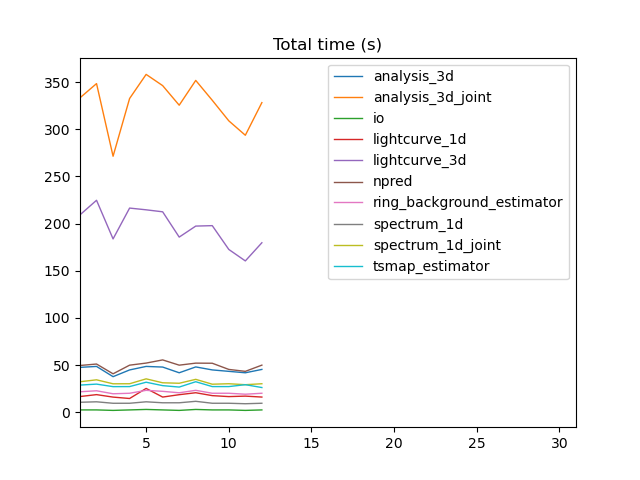 Total time (s)
350
300
250
200
150
100
50
0
5
10
15
20
25
30
analysis_3d
analysis_3d_joint
io
lightcurve_1d
lightcurve_3d
npred
ring_background_estimator
spectrum_1d
spectrum_1d_joint
tsmap_estimator